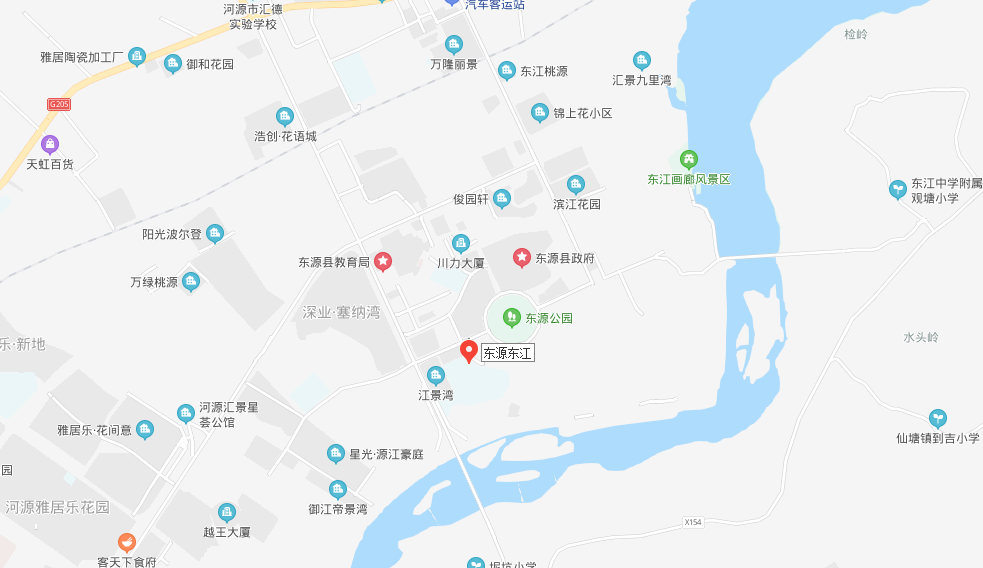 汽车客运站
河源市汇德
实验学校
检岭
雅居陶瓷加工厂
御和花园
万隆丽景
东江桃源
汇景九里湾
G205
锦上花小区
浩创·花语城
天虹百货
东江画廊风景区
东江中学附属
观塘小学
俊园轩
滨江花园
阳光波尔登
东源县教育局
川力大厦
东源县政府
万绿桃源
深业·塞纳湾
东源公园
水头岭
乐·新地
东源东江
江景湾
河源汇景星
荟公馆
雅居乐·花间意
仙塘镇到吉小学
星光·源江豪庭
园
河源雅居乐花园
御江帝景湾
越王大厦
X154
客天下食府
坭坑小学